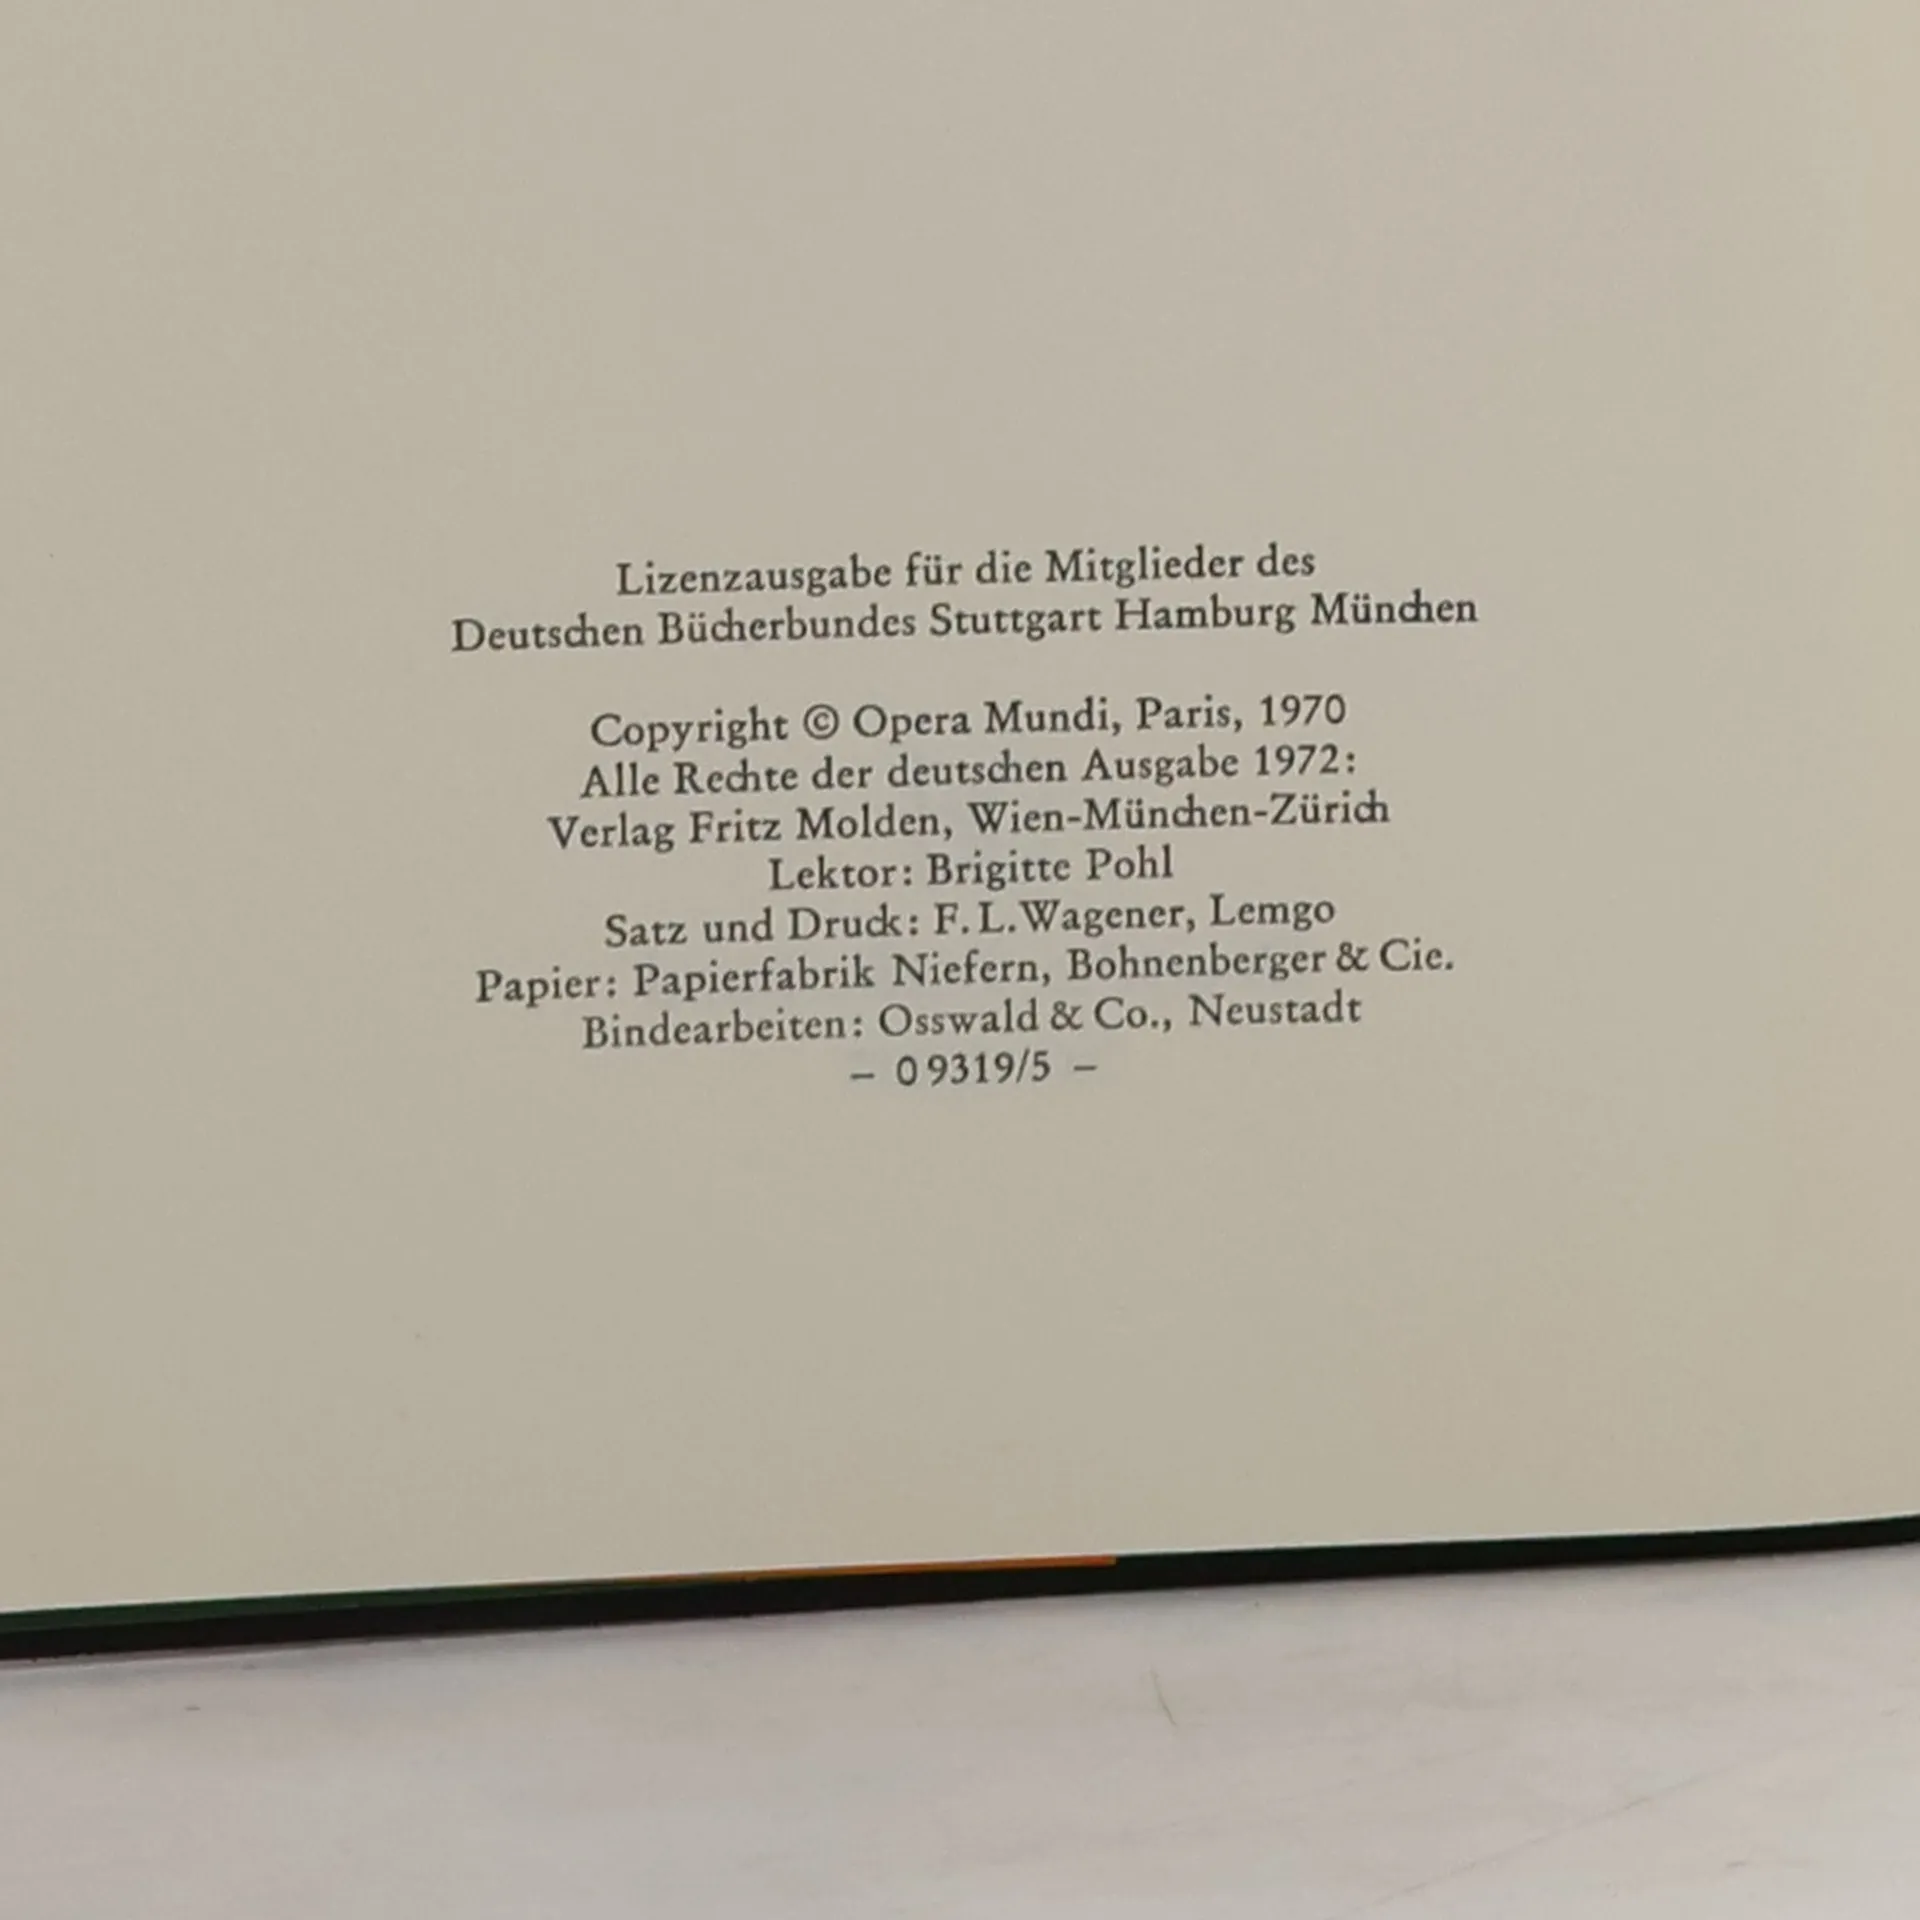 Lizenzausgabe für die Mitglieder des
Deutschen Bücherbundes Stuttgart Hamburg München
Copyright © Opera Mundi, Paris, 1970
Alle Rechte der deutschen Ausgabe 1972:
Verlag Fritz Molden, Wien-München-Zürich
Lektor: Brigitte Pohl
Satz und Druck: F. L. Wagener, Lemgo
Papier: Papierfabrik Niefern, Bohnenberger & Cie.
Bindearbeiten: Osswald & Co., Neustadt
– 0 9319/5 –